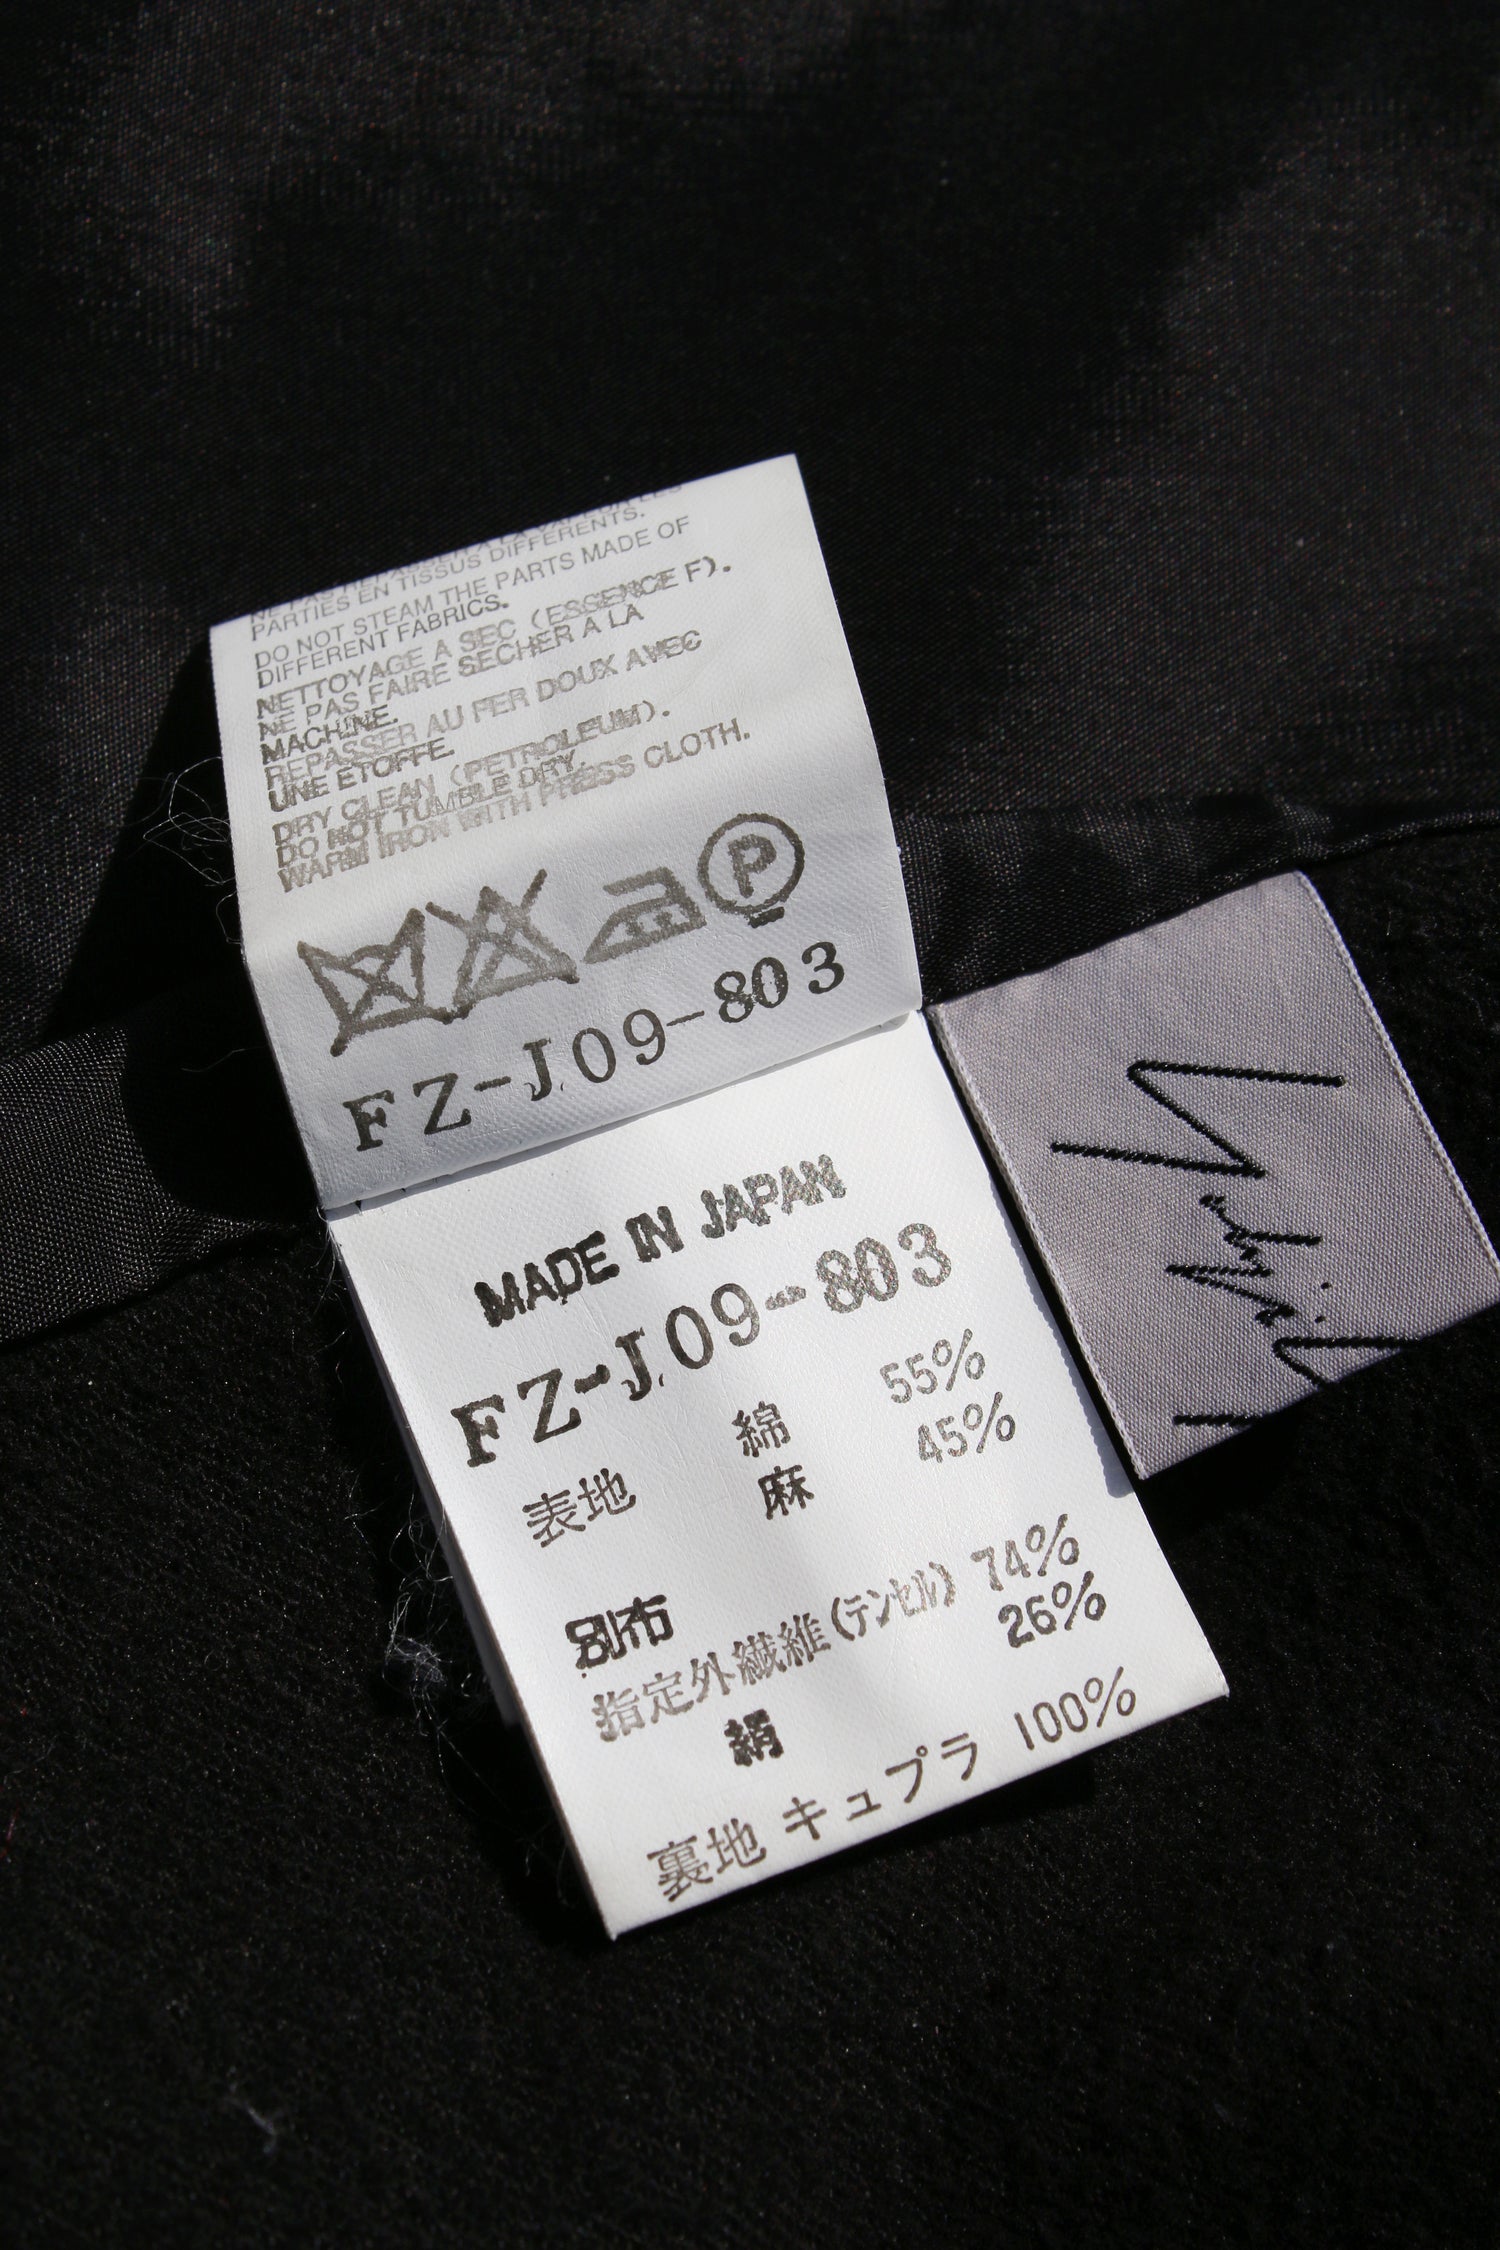 PARTIES EN TISSUS DIFFÉRENTS.
DO NOT STEAM THE PARTS MADE OF
DIFFERENT FABRICS.
NETTOYAGE A SEC (ESSENCE F).
NE PAS FAIRE SECHER A LA
MACHINE.
REPASSER AU FER DOUX AVEC
UNE ETOFFE.
DRY CLEAN (PETROLEUM).
DO NOT TUMBLE DRY.
WARM IRON WITH PRESS CLOTH.
P
FZ-J09-803
MADE IN JAPAN
FZ-J09-803
表地 綿 55%
麻 45%
別布
指定外繊維(テンセル) 74%
絹 26%
裏地 キュプラ 100%